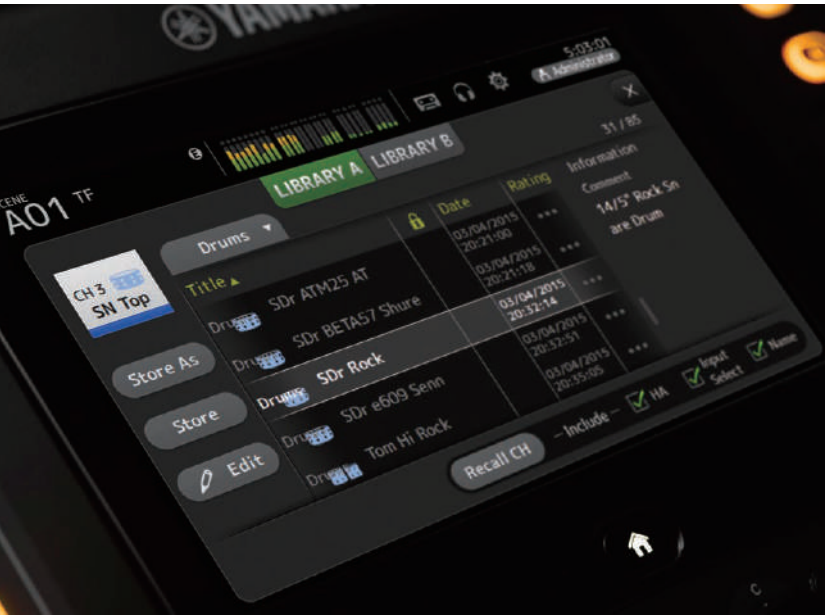 YAMAHA
5:03:01
Administrator
SCENE
A01 TF
LIBRARY A
LIBRARY B
31/85
CH 3
SN Top
Drums
Title
Date
Rating
Information
Comment
14/5" Rock Sn
are Drum
SDr ATM25 AT
03/04/2015
20:21:00
Drums
SDr BETA57 Shure
03/04/2015
20:21:18
Drums
SDr Rock
03/04/2015
20:32:14
Drums
SDr e609 Senn
03/04/2015
20:32:51
Drums
Tom Hi Rock
03/04/2015
20:35:05
Store As
Store
Edit
Recall CH
– Include –
HA
Input
Select
Name